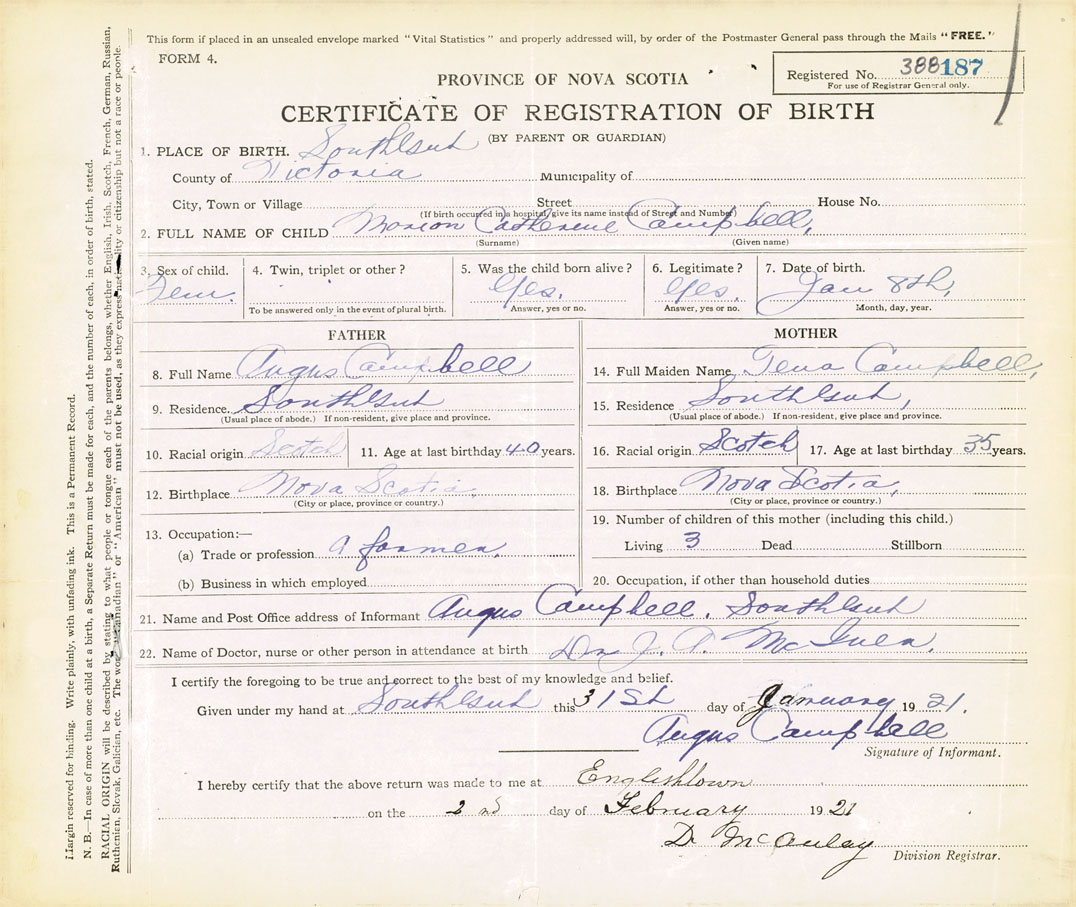 This form if placed in an unsealed envelope marked "Vital Statistics" and properly addressed will, by order of the Postmaster General pass through the Mails "FREE."
FORM 4.
Registered No. 388187
For use of Registrar General only.
PROVINCE OF NOVA SCOTIA
CERTIFICATE OF REGISTRATION OF BIRTH
(BY PARENT OR GUARDIAN)
1. PLACE OF BIRTH.
County of Victoria Municipality of
City, Town or Village Street House No.
(If birth occurred in a hospital, give its name instead of Street and Number)
2. FULL NAME OF CHILD Marion Catherine Campbell,
(Surname) (Given name)
3. Sex of child. 4. Twin, triplet or other? 5. Was the child born alive? 6. Legitimate? 7. Date of birth.
Fem. Yes. Yes. Jan 8th,
To be answered only in the event of plural birth. Answer, yes or no. Answer, yes or no. Month, day, year.
FATHER
8. Full Name Angus Campbell
9. Residence.
(Usual place of abode.) If non-resident, give place and province.
10. Racial origin Scotch 11. Age at last birthday 40 years.
12. Birthplace Nova Scotia,
(City or place, province or country.)
13. Occupation:—
(a) Trade or profession A farmer.
(b) Business in which employed
MOTHER
14. Full Maiden Name Tena Campbell,
15. Residence
(Usual place of abode.) If non-resident, give place and province.
16. Racial origin Scotch 17. Age at last birthday 35 years.
18. Birthplace Nova Scotia,
(City or place, province or country.)
19. Number of children of this mother (including this child.)
Living 3 Dead Stillborn
20. Occupation, if other than household duties
21. Name and Post Office address of Informant Angus Campbell.
22. Name of Doctor, nurse or other person in attendance at birth Dr J. A.
I certify the foregoing to be true and correct to the best of my knowledge and belief.
Given under my hand at this 31st day of January 1921.
Angus Campbell
Signature of Informant.
I hereby certify that the above return was made to me at Englishtown
on the 2nd day of February 1921
D McAulay
Division Registrar.
Margin reserved for binding. Write plainly, with unfading ink. This is a Permanent Record.
N. B.—In case of more than one child at a birth, a Separate Return must be made for each, and the number of each, in order of birth, stated.
RACIAL ORIGIN will be described by stating to what people or tongue each of the parents belongs, whether English, Irish, Scotch, French, German, Russian,
Ruthenian, Slovak, Galician, etc. The word "Canadian" or "American" must not be used, as they express nationality or citizenship but not a race or people.